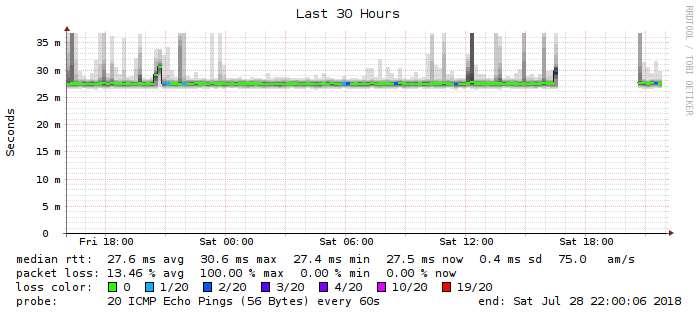 Last 30 Hours
RRDTOOL / TOBI OETIKER
Seconds
35 m
30 m
25 m
20 m
15 m
10 m
5 m
0
Fri 18:00 Sat 00:00 Sat 06:00 Sat 12:00 Sat 18:00
median rtt: 27.6 ms avg 30.6 ms max 27.4 ms min 27.5 ms now 0.4 ms sd 75.0 am/s
packet loss: 13.46 % avg 100.00 % max 0.00 % min 0.00 % now
loss color: 0 1/20 2/20 3/20 4/20 10/20 19/20
probe: 20 ICMP Echo Pings (56 Bytes) every 60s end: Sat Jul 28 22:00:06 2018